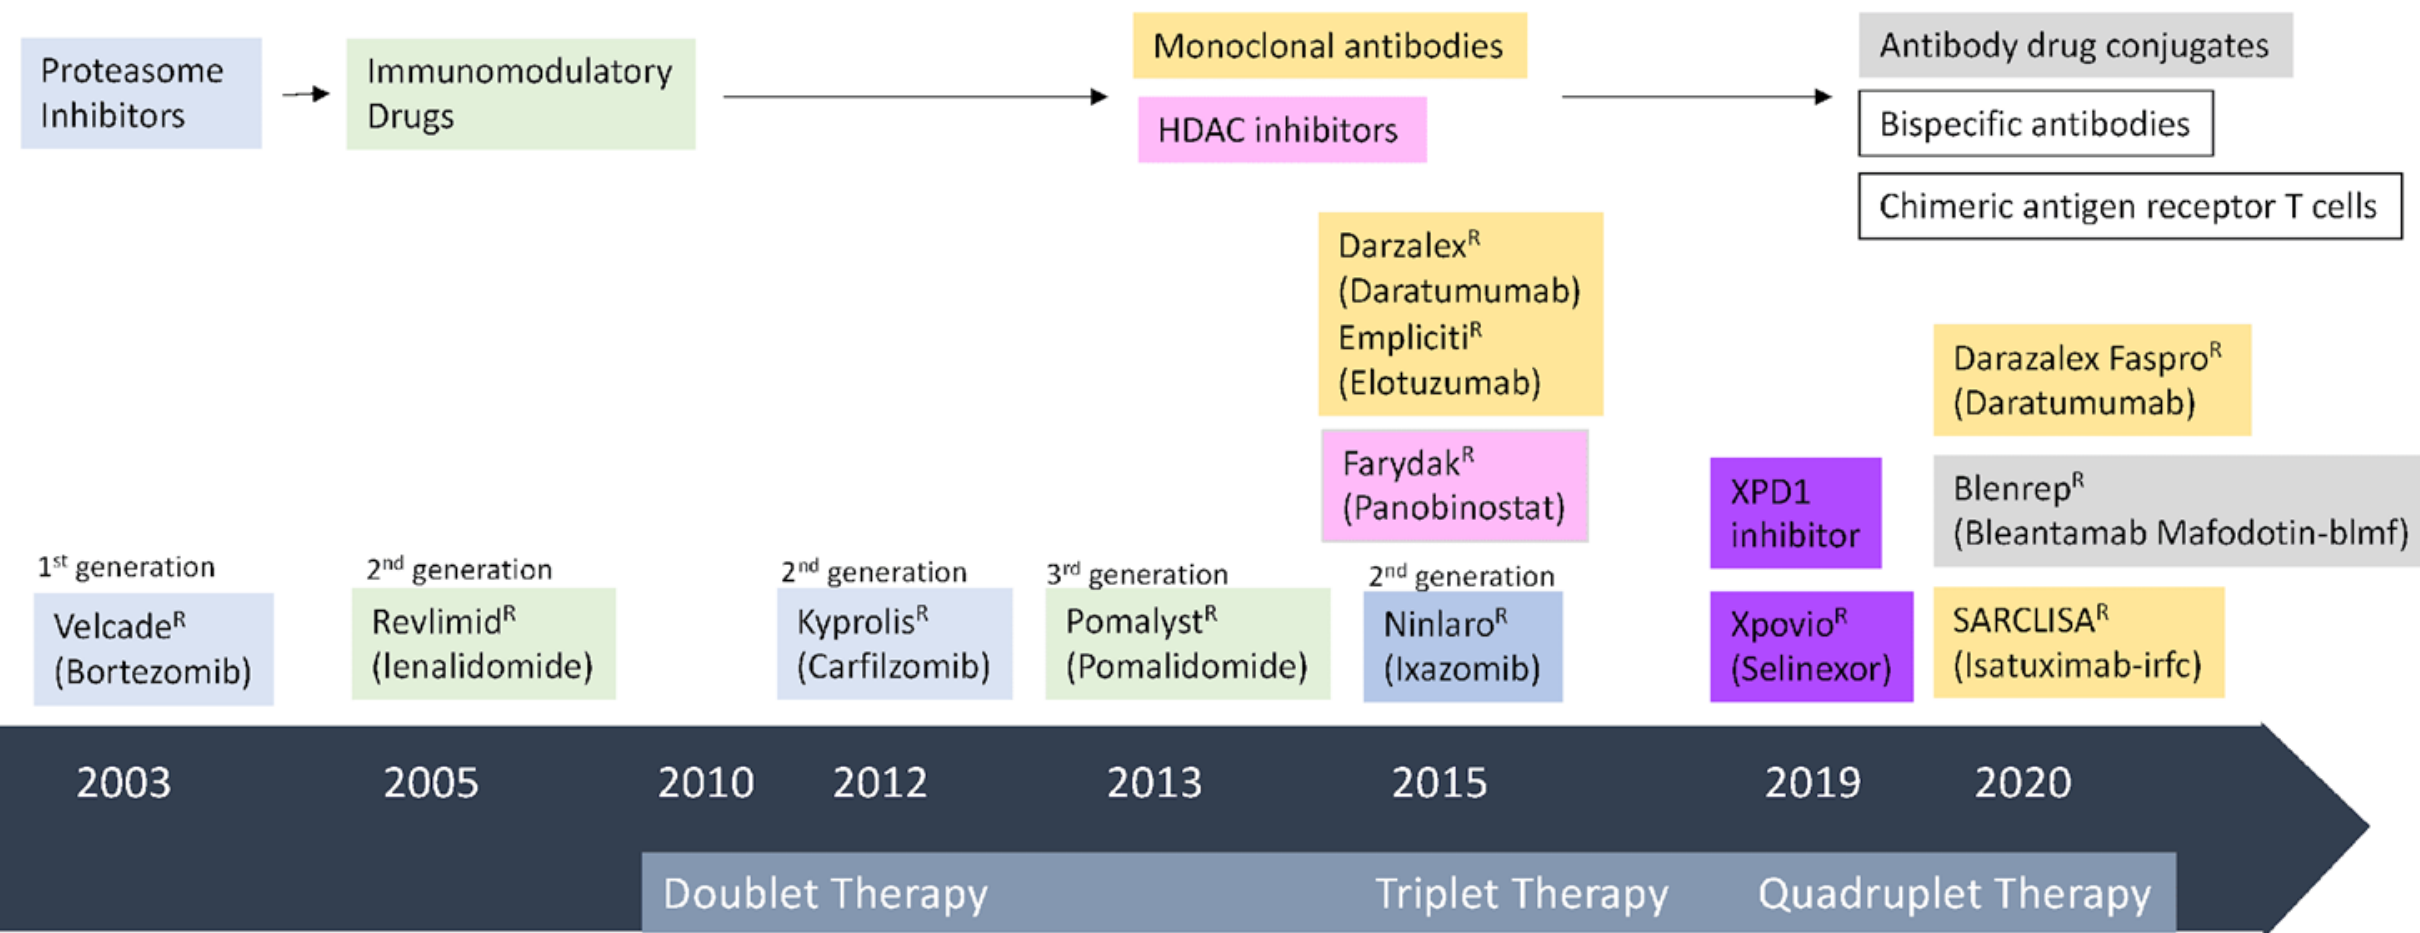 Proteasome
Inhibitors
Immunomodulatory
Drugs
Monoclonal antibodies
HDAC inhibitors
Antibody drug conjugates
Bispecific antibodies
Chimeric antigen receptor T cells
Darzalexᴿ
(Daratumumab)
Emplicitiᴿ
(Elotuzumab)
Farydakᴿ
(Panobinostat)
Darazalex Fasproᴿ
(Daratumumab)
XPD1
inhibitor
Blenrepᴿ
(Bleantamab Mafodotin-blmf)
1st generation
Velcadeᴿ
(Bortezomib)
2nd generation
Revlimidᴿ
(lenalidomide)
2nd generation
Kyprolisᴿ
(Carfilzomib)
3rd generation
Pomalystᴿ
(Pomalidomide)
2nd generation
Ninlaroᴿ
(Ixazomib)
Xpovioᴿ
(Selinexor)
SARCLISAᴿ
(Isatuximab-irfc)
2003 2005 2010 2012 2013 2015 2019 2020
Doublet Therapy Triplet Therapy Quadruplet Therapy